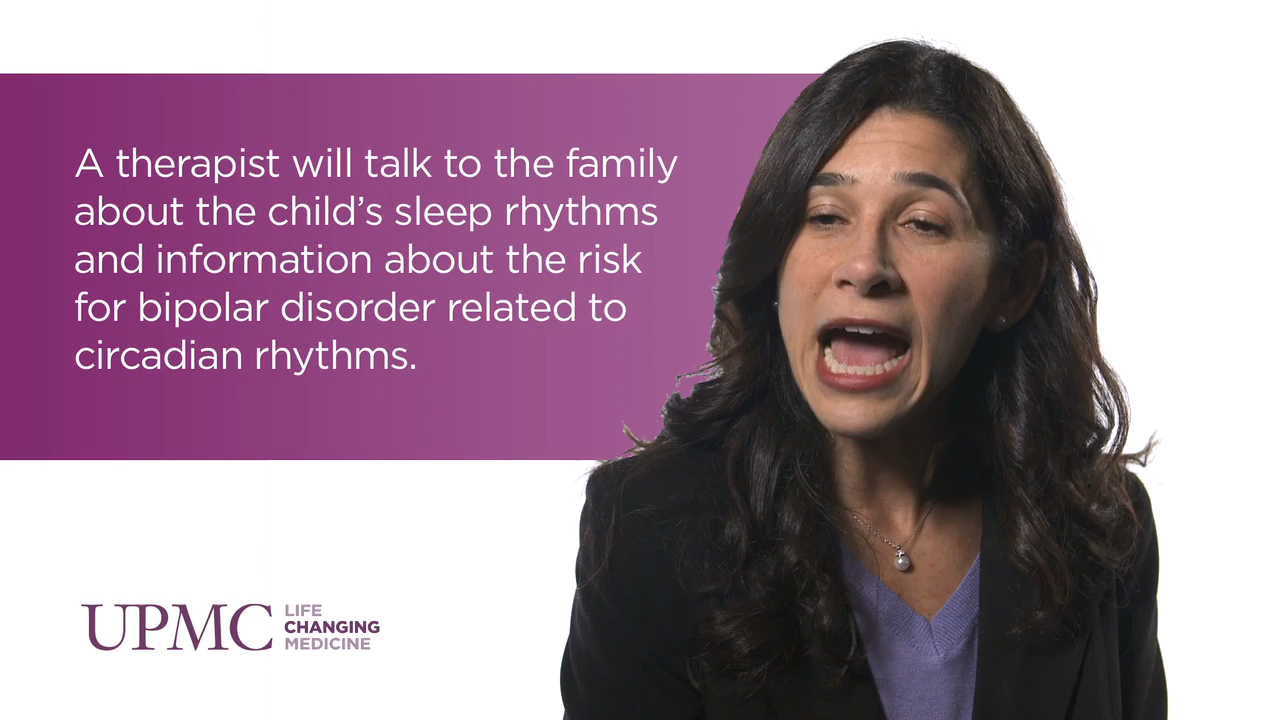 A therapist will talk to the family
about the child's sleep rhythms
and information about the risk
for bipolar disorder related to
circadian rhythms.
UPMC
LIFE
CHANGING
MEDICINE